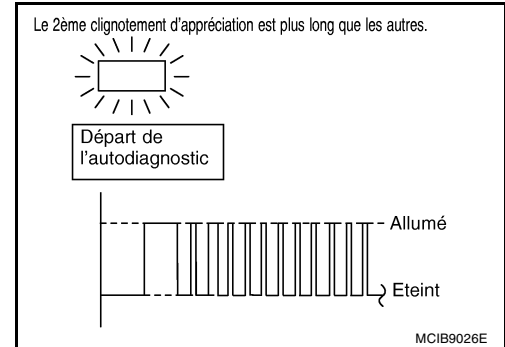 Le 2ème clignotement d'appréciation est plus long que les autres.
Départ de
l'autodiagnostic
Allumé
Eteint
MCIB9026E